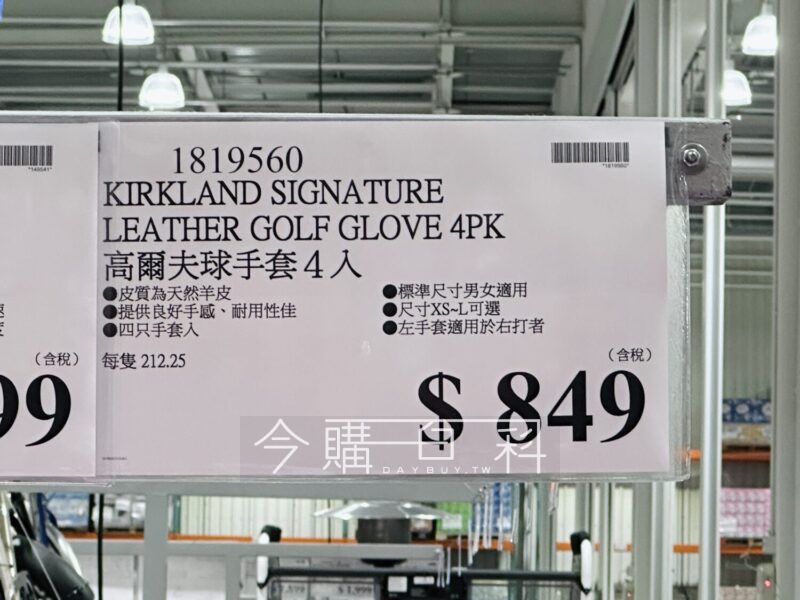 1819560
*1819560*
KIRKLAND SIGNATURE
LEATHER GOLF GLOVE 4PK
高爾夫球手套4入
●皮質為天然羊皮
●提供良好手感、耐用性佳
●四只手套入
●標準尺寸男女適用
●尺寸XS~L可選
●左手套適用於右打者
每隻 212.25
(含稅)
$ 849
(含稅)
99
今購百科
DAYBUY.TW